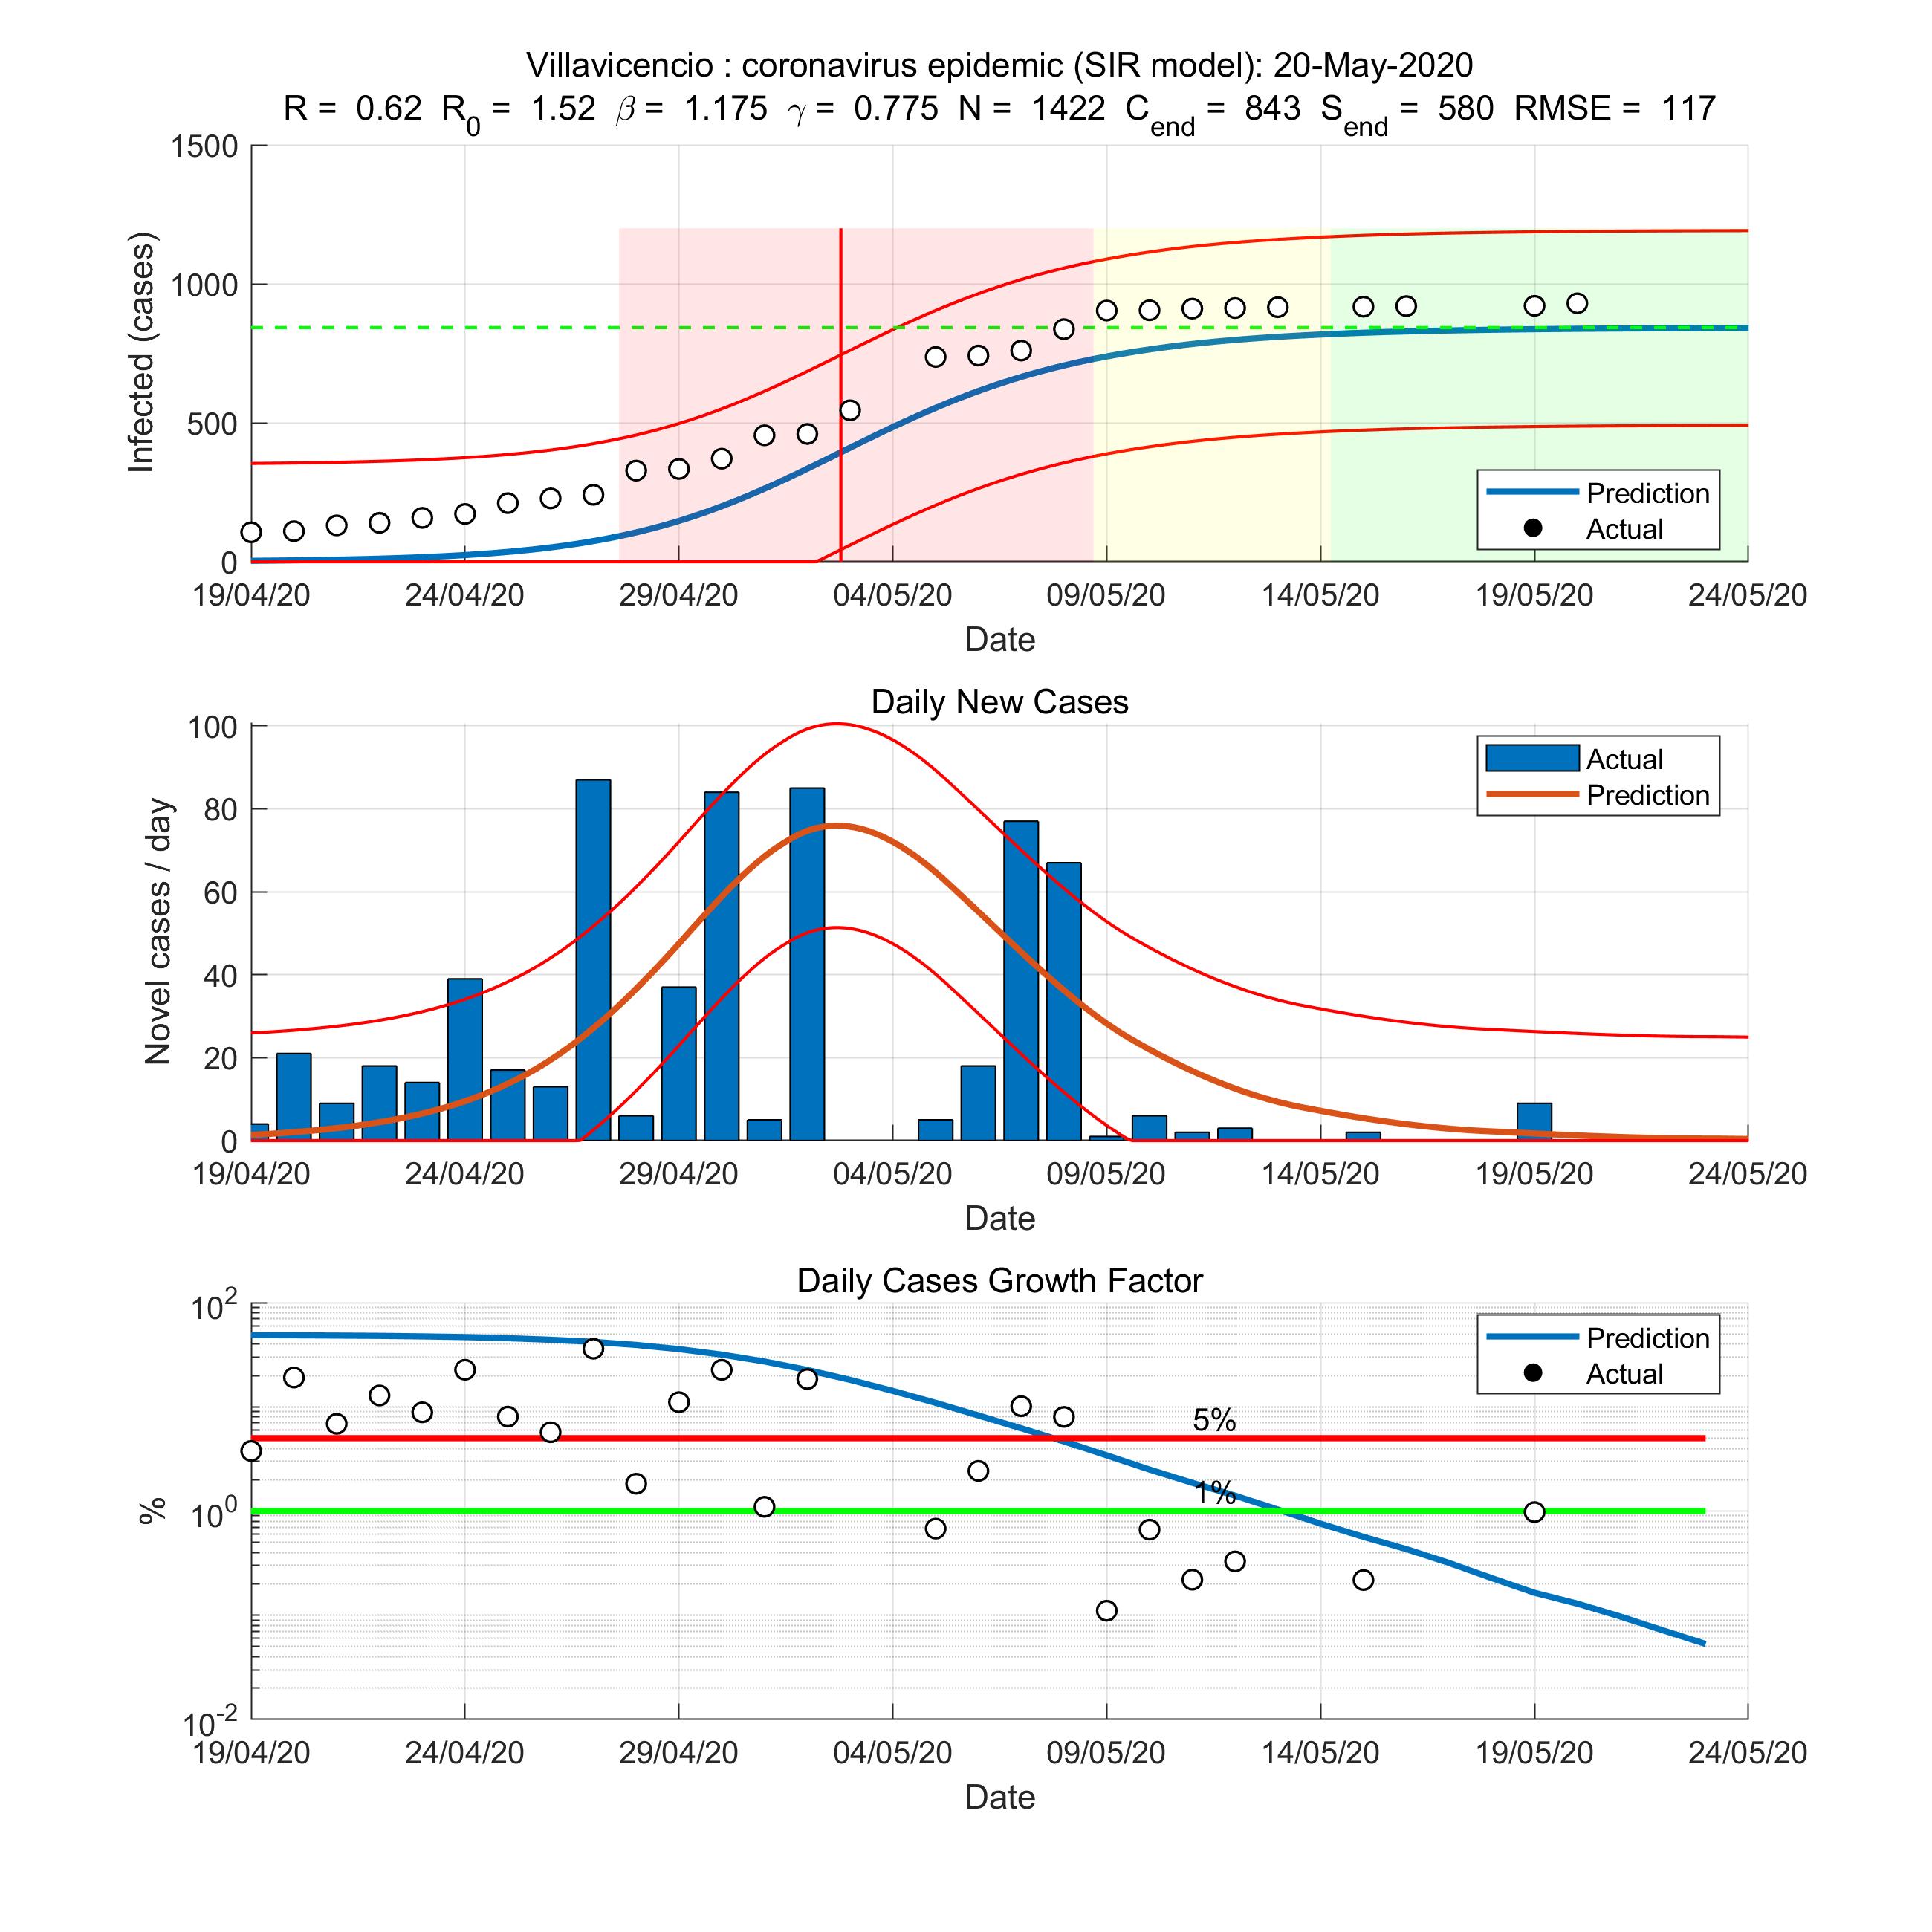 Villavicencio : coronavirus epidemic (SIR model): 20-May-2020
R = 0.62 R0 = 1.52 β = 1.175 γ = 0.775 N = 1422 Cend = 843 Send = 580 RMSE = 117
1500
1000
500
0
Infected (cases)
Prediction
Actual
19/04/20 24/04/20 29/04/20 04/05/20 09/05/20 14/05/20 19/05/20 24/05/20
Date
Daily New Cases
100
80
60
40
20
0
Novel cases / day
Actual
Prediction
19/04/20 24/04/20 29/04/20 04/05/20 09/05/20 14/05/20 19/05/20 24/05/20
Date
Daily Cases Growth Factor
10^2
10^0
10^-2
%
Prediction
Actual
5%
1%
19/04/20 24/04/20 29/04/20 04/05/20 09/05/20 14/05/20 19/05/20 24/05/20
Date